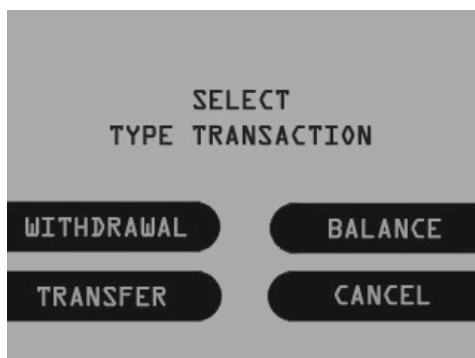 SELECT
TYPE TRANSACTION
WITHDRAWAL
BALANCE
TRANSFER
CANCEL